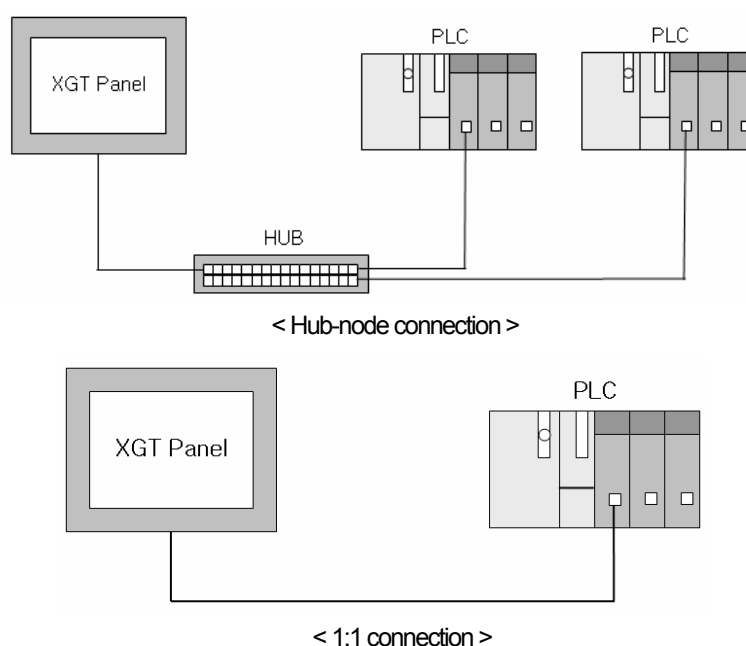 PLC
PLC
XGT Panel
HUB
< Hub-node connection >
PLC
XGT Panel
< 1:1 connection >